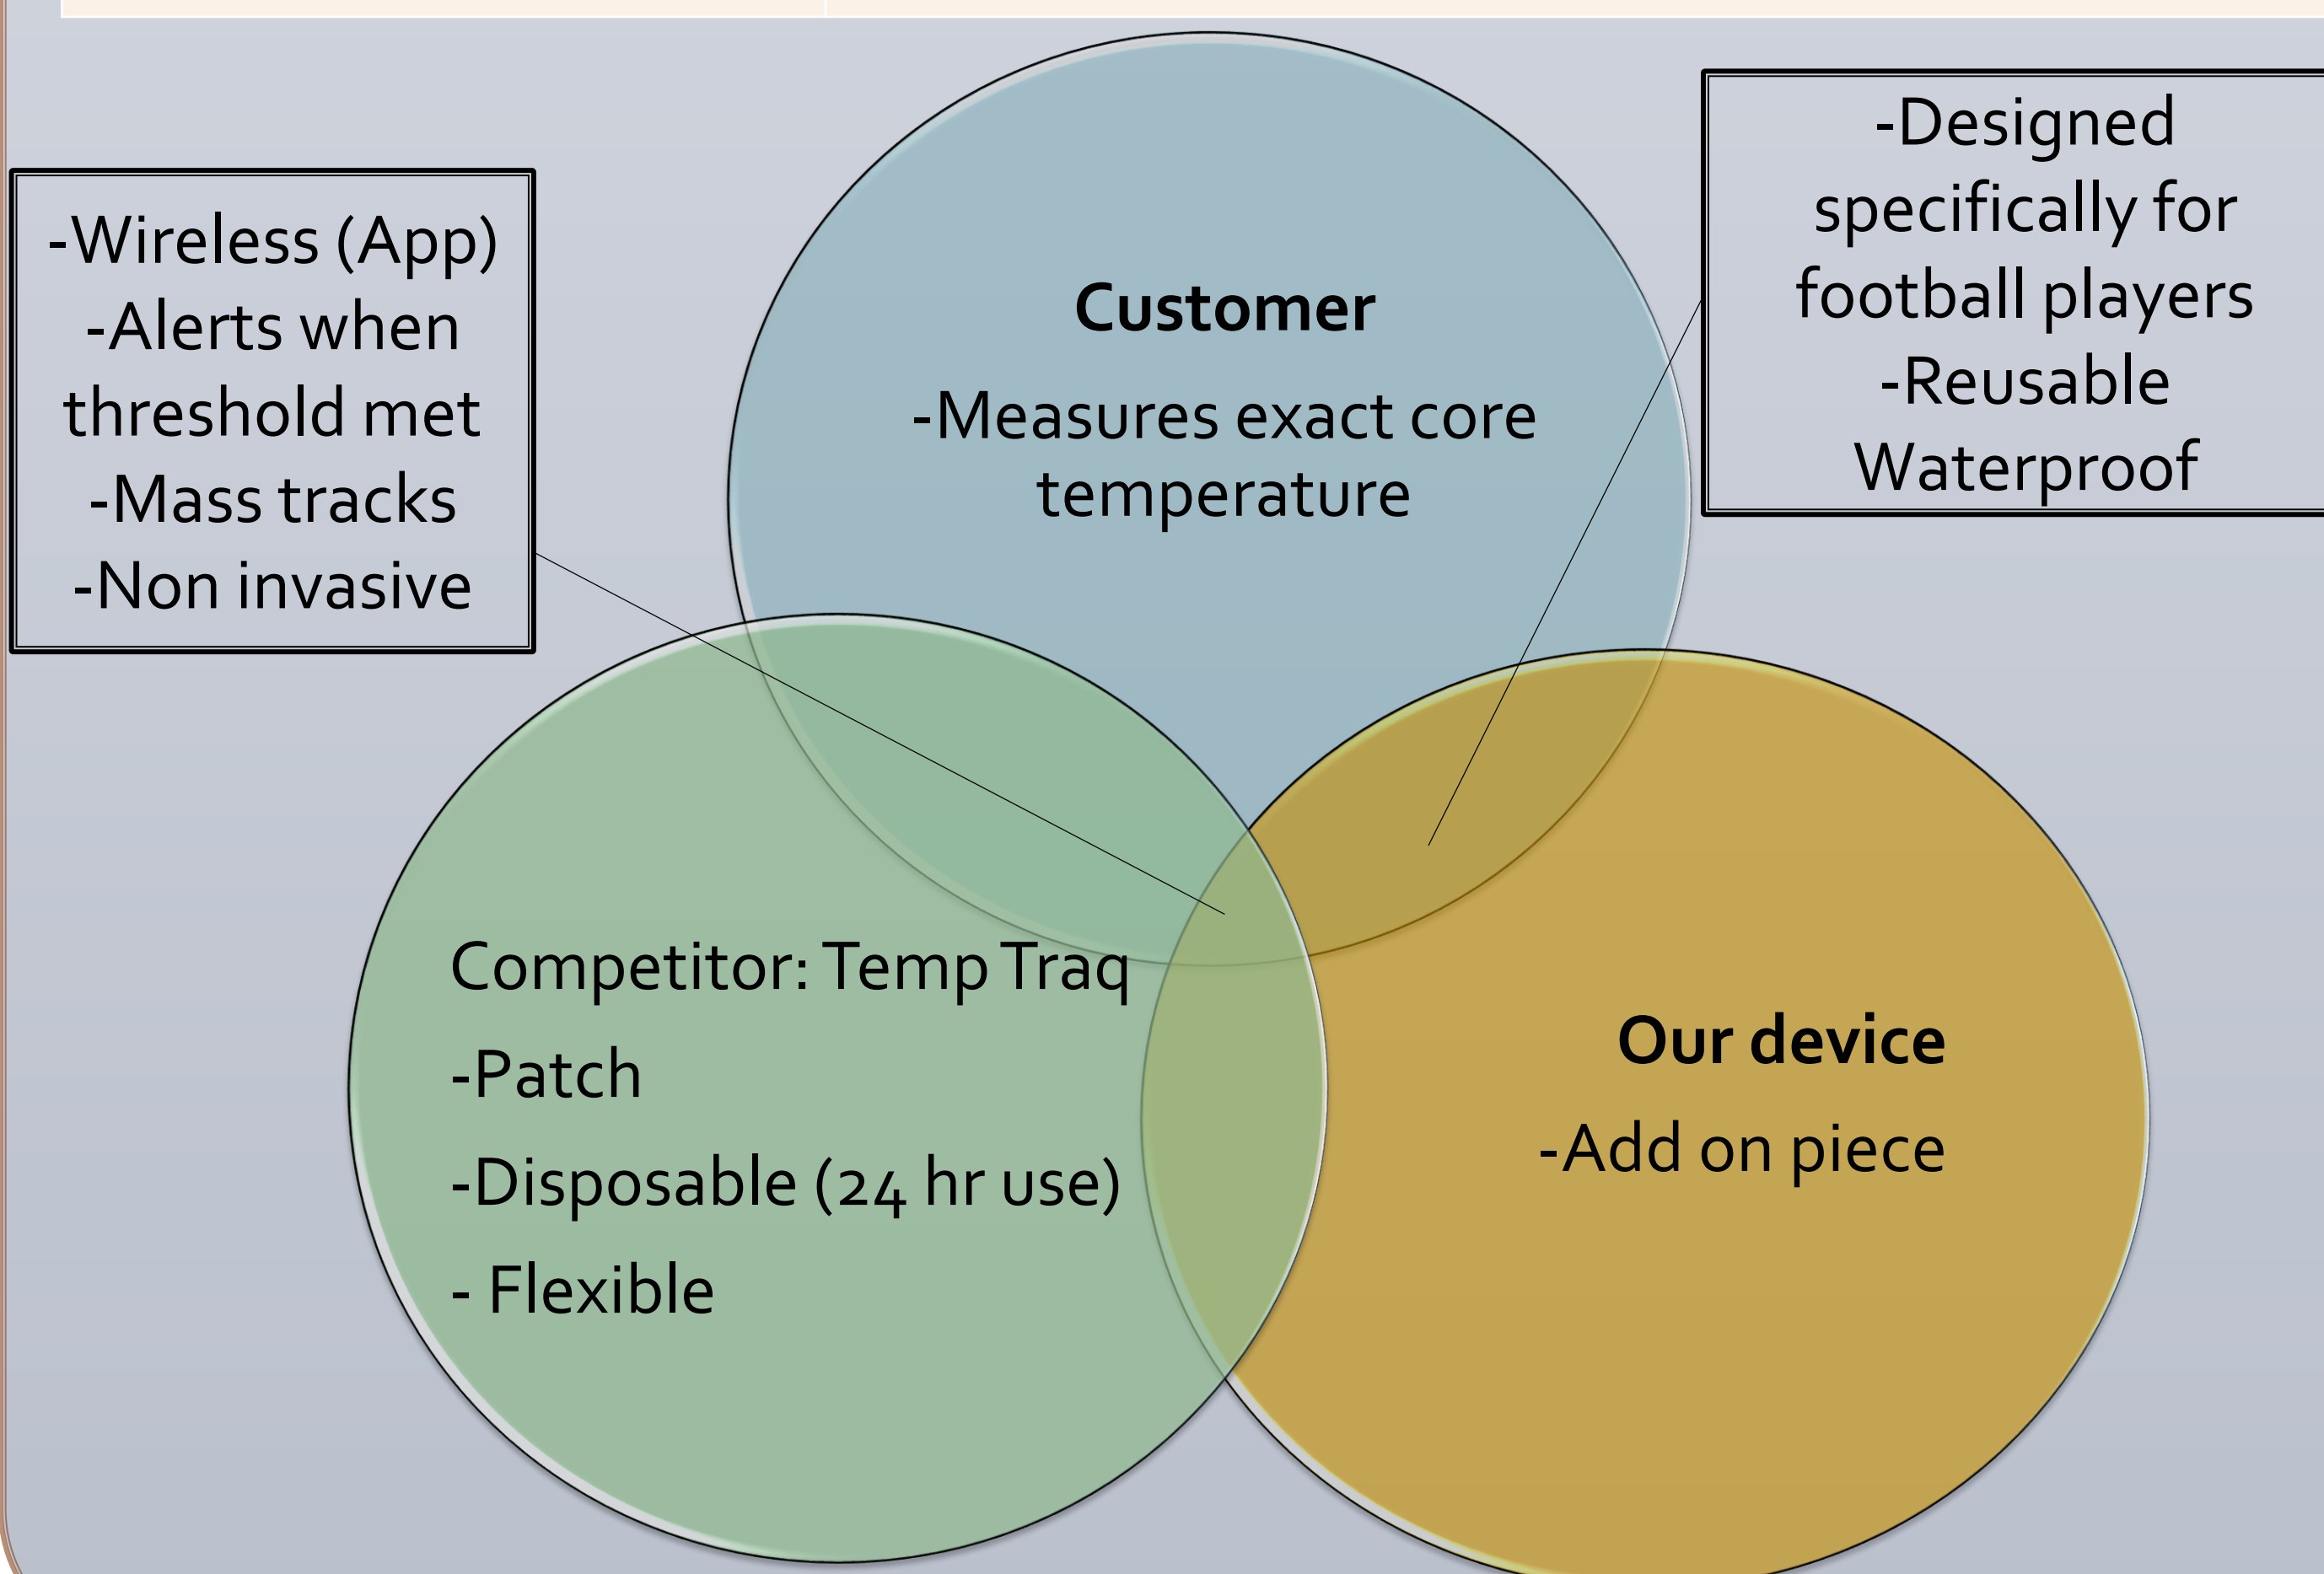 -Wireless (App)
-Alerts when
threshold met
-Mass tracks
-Non invasive
Customer
-Measures exact core
temperature
-Designed
specifically for
football players
-Reusable
Waterproof
Competitor: Temp Traq
-Patch
-Disposable (24 hr use)
- Flexible
Our device
-Add on piece